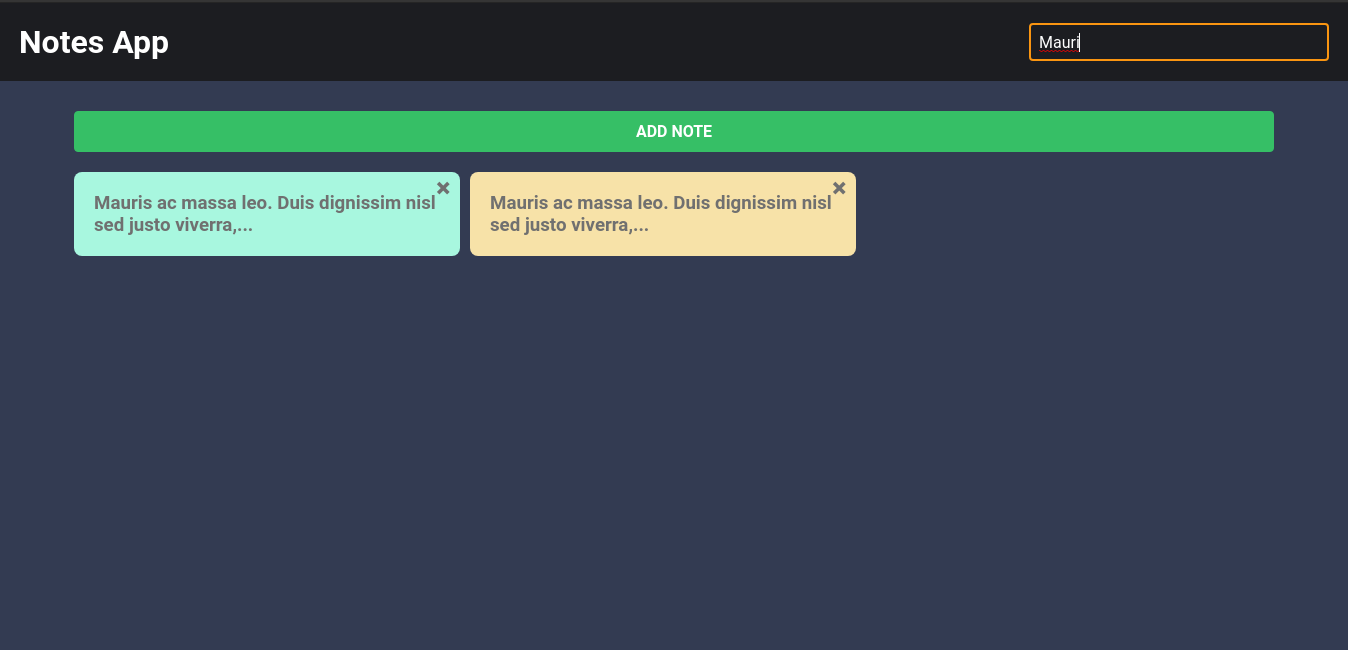 Notes App
Mauri
ADD NOTE
Mauris ac massa leo. Duis dignissim nisl
sed justo viverra,...
Mauris ac massa leo. Duis dignissim nisl
sed justo viverra,...